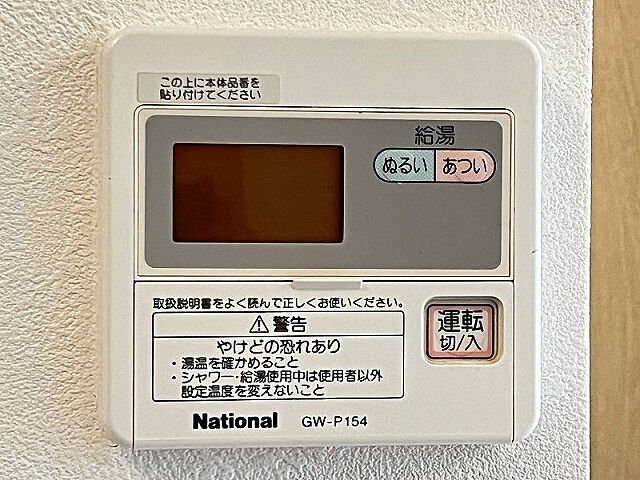 この上に本体品番を
貼り付けてください
給湯
ぬるい あつい
取扱説明書をよく読んで正しくお使いください。
⚠ 警告
やけどの恐れあり
・湯温を確かめること
・シャワー・給湯使用中は使用者以外
設定温度を変えないこと
運転
切/入
National GW-P154